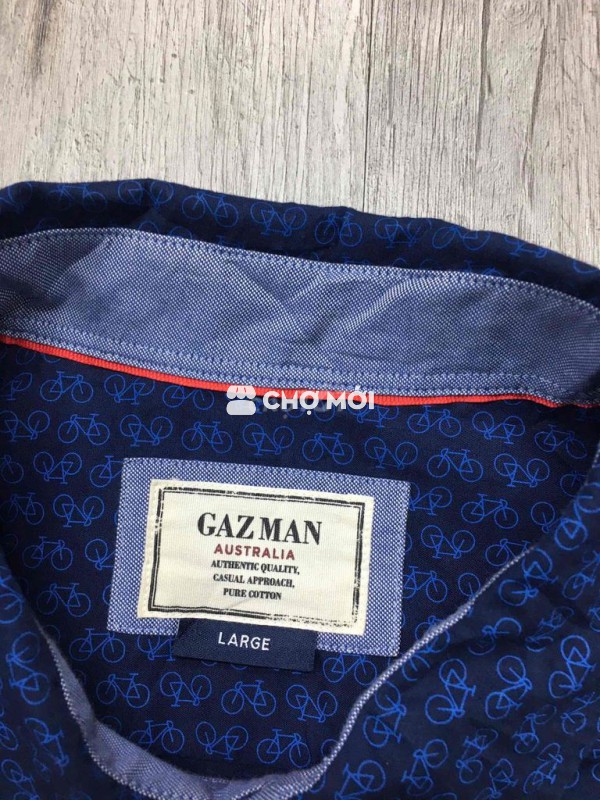 CHỢ MỚI
GAZMAN
AUSTRALIA
AUTHENTIC QUALITY,
CASUAL APPROACH,
PURE COTTON
LARGE